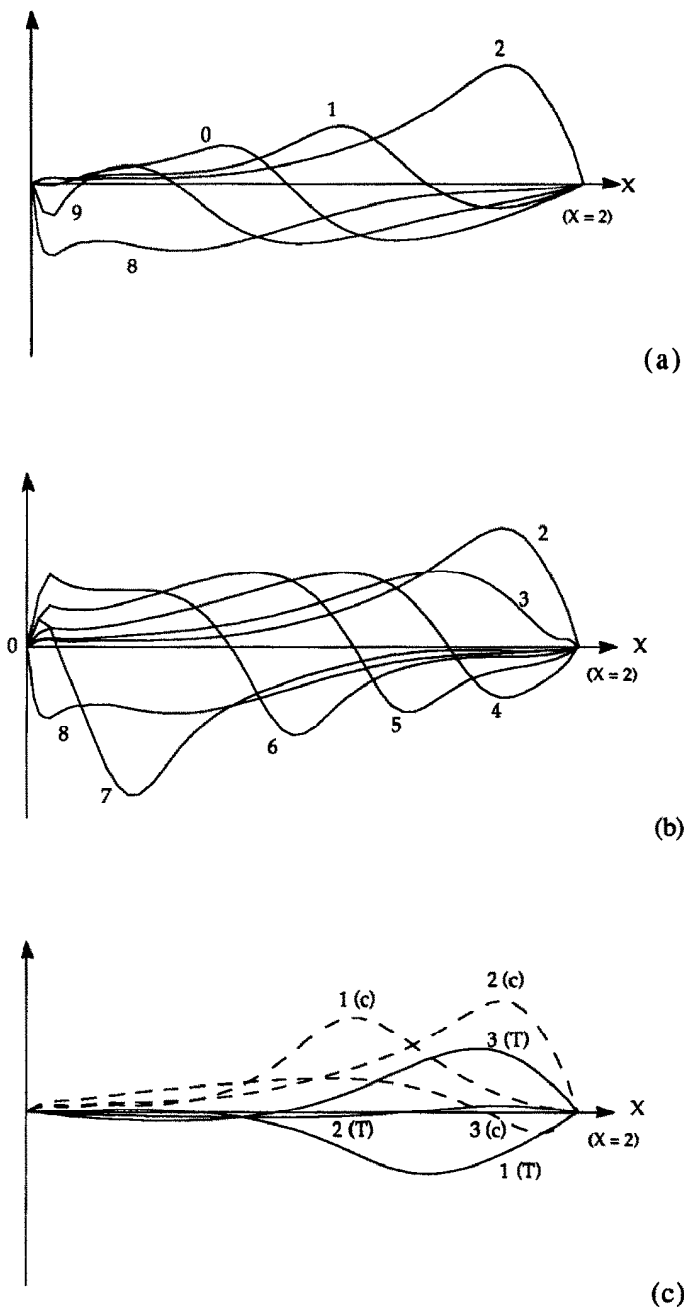 2
1
0
X
9
(X = 2)
8
(a)
2
3
0
X
(X = 2)
8
4
5
6
7
(b)
2 (c)
1 (c)
3 (T)
X
2 (T)
3 (c)
(X = 2)
1 (T)
(c)